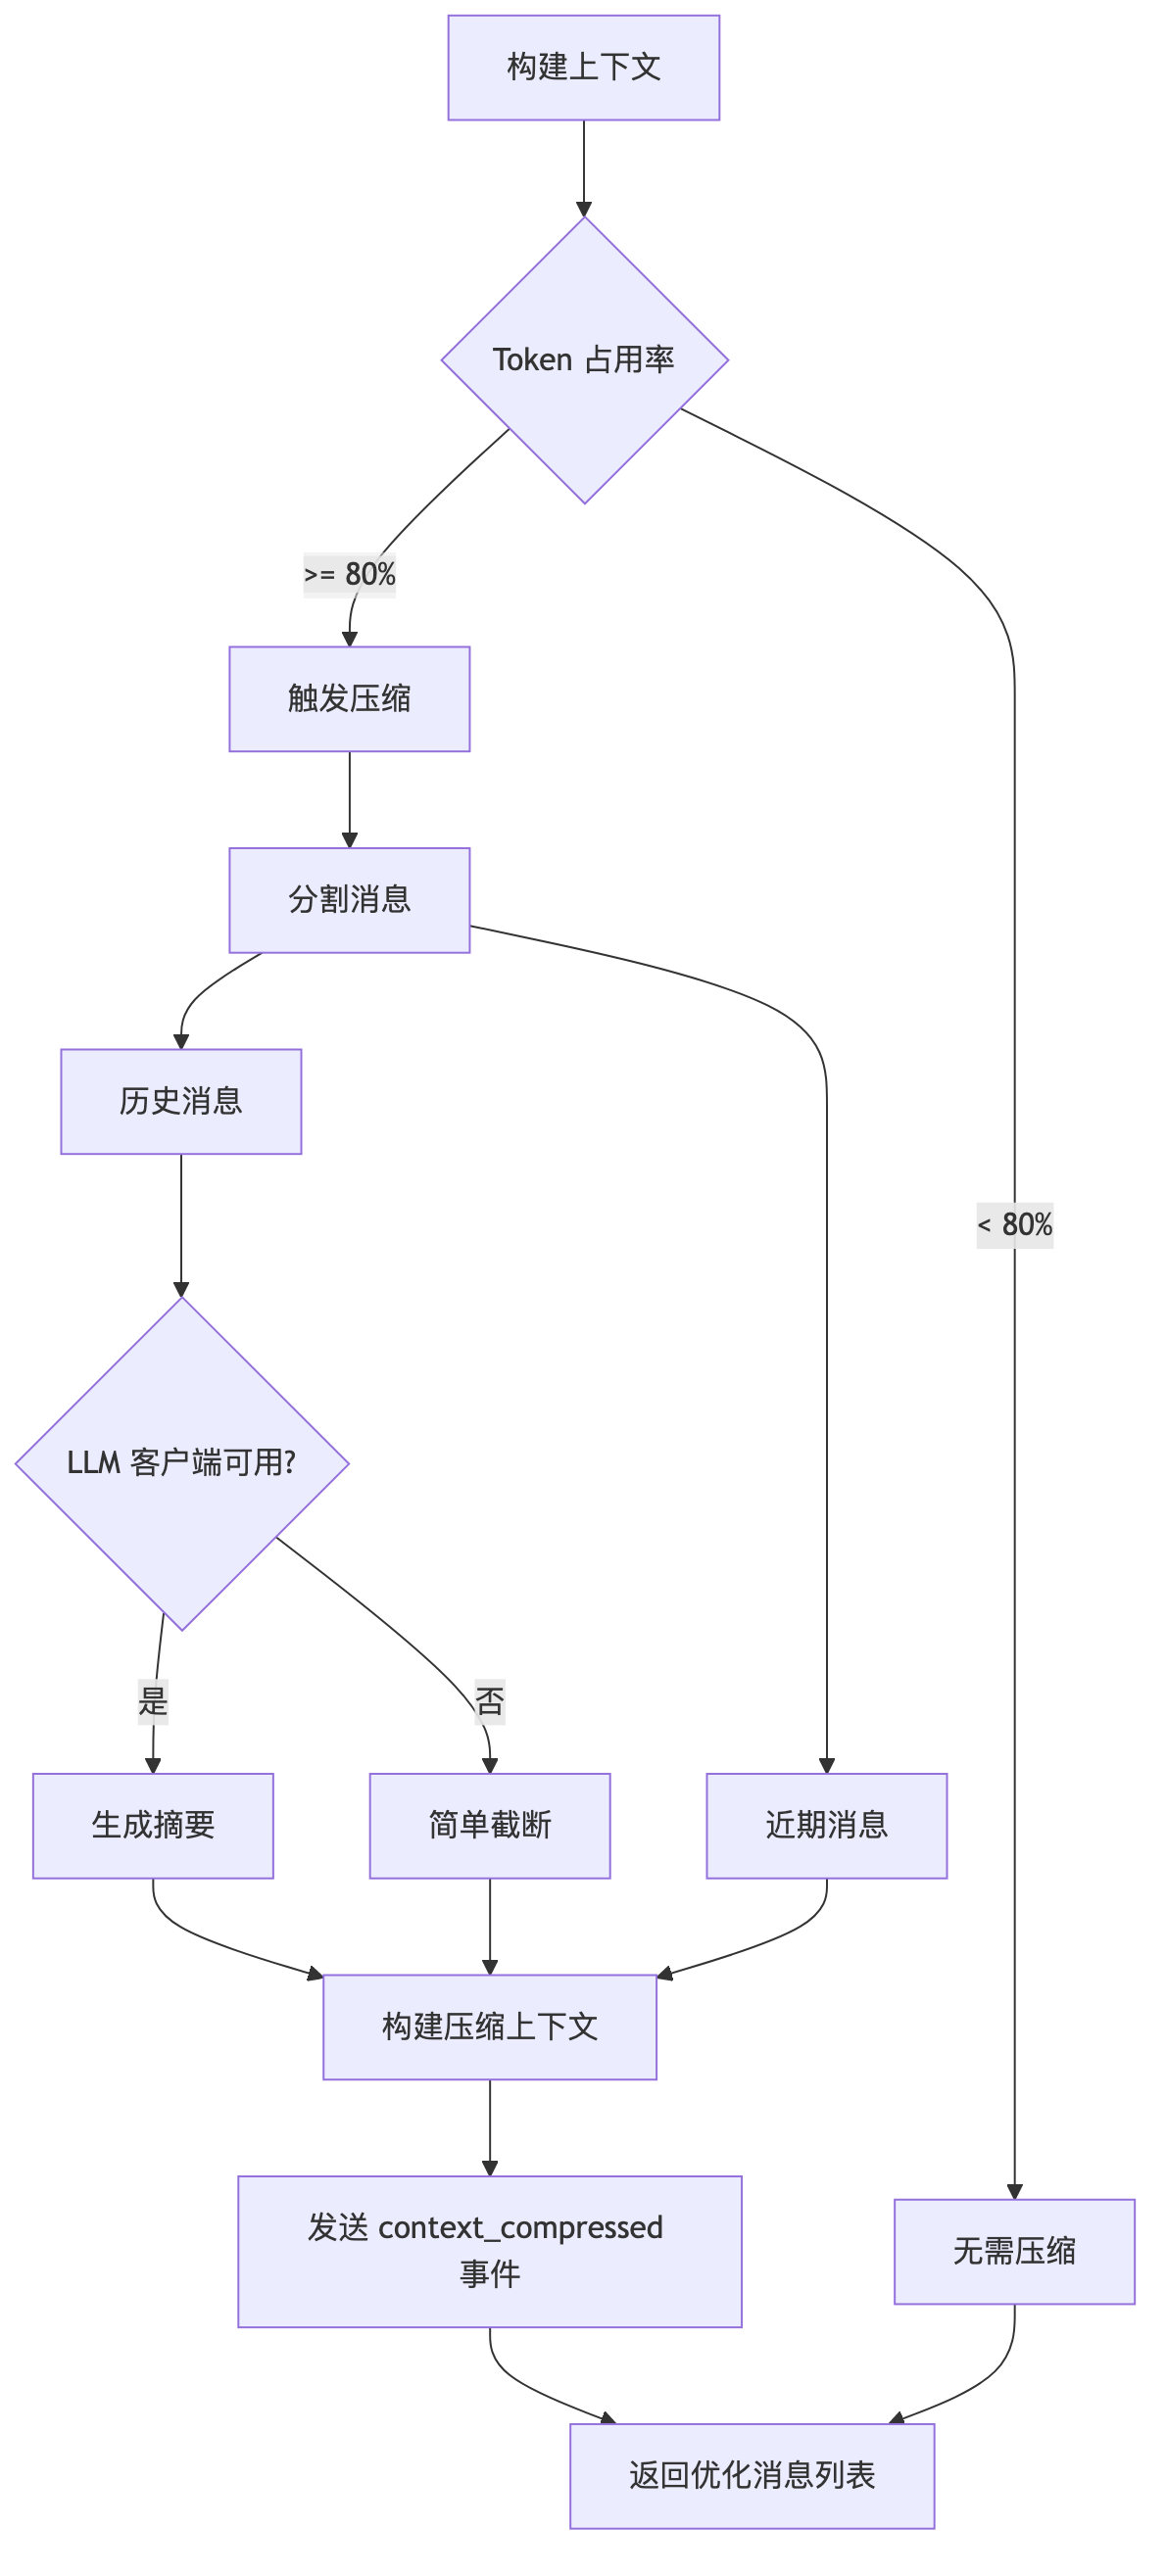 构建上下文
Token 占用率
>= 80%
触发压缩
分割消息
历史消息
< 80%
LLM 客户端可用?
是
否
生成摘要
简单截断
近期消息
构建压缩上下文
发送 context_compressed
事件
无需压缩
返回优化消息列表